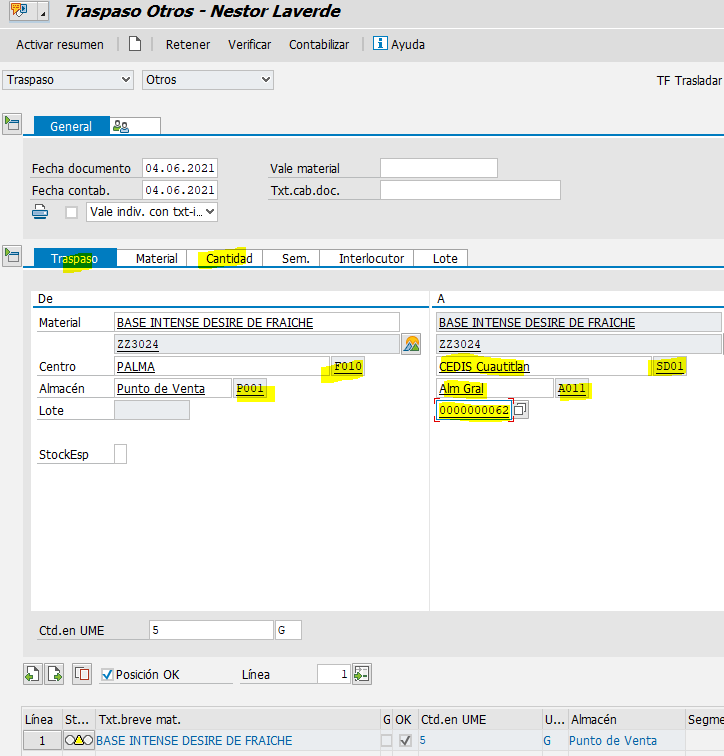 Traspaso Otros - Nestor Laverde
Activar resumen Retener Verificar Contabilizar Ayuda
Traspaso Otros TF Trasladar
General
Fecha documento 04.06.2021 Vale material
Fecha contab. 04.06.2021 Txt.cab.doc.
Vale indiv. con txt-i...
Traspaso Material Cantidad Sem. Interlocutor Lote
De A
Material BASE INTENSE DESIRE DE FRAICHE BASE INTENSE DESIRE DE FRAICHE
ZZ3024 ZZ3024
Centro PALMA F010 CEDIS Cuautitlan SD01
Almacén Punto de Venta P001 Alm Gral A011
Lote 0000000062
StockEsp
Ctd.en UME 5 G
Posición OK Línea 1
Línea St... Txt.breve mat. G OK Ctd.en UME U... Almacén Segme
1 BASE INTENSE DESIRE DE FRAICHE 5 G Punto de Venta